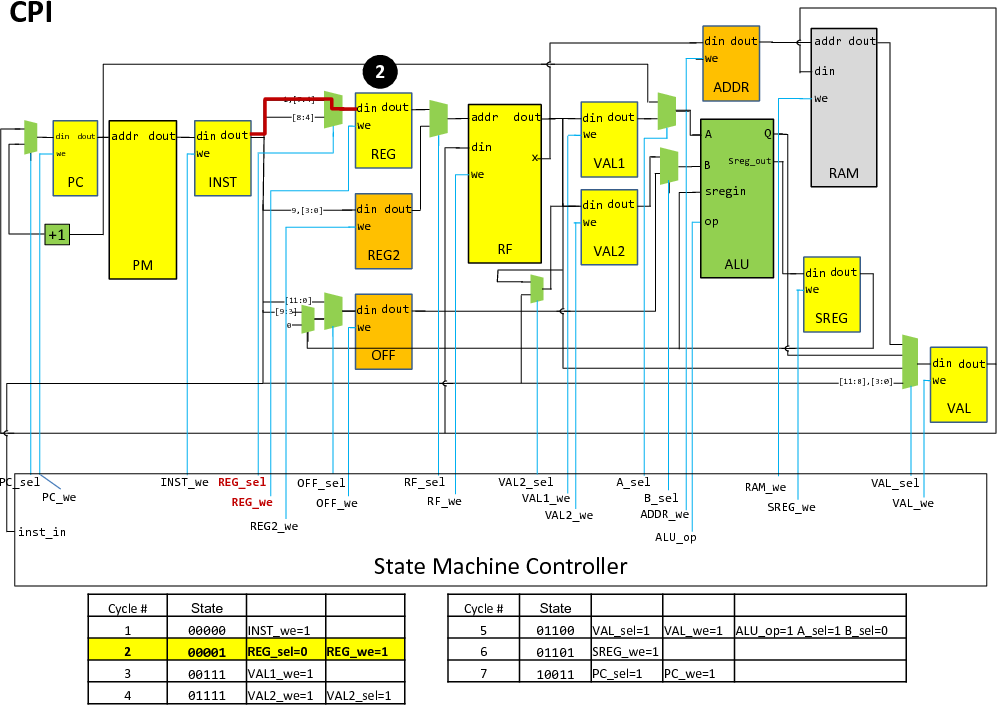 CPI
2
din dout
we
ADDR
addr dout
din
we
RAM
[8:4]
din dout
we
REG
addr dout
din
x
we
RF
din dout
we
VAL1
A
B
Q
Sreg_out
sregin
op
ALU
din dout
we
PC
addr dout
PM
din dout
we
INST
+1
9,[3:0]
din dout
we
REG2
din dout
we
VAL2
[11:0]
0
din dout
we
OFF
din dout
we
SREG
[11:8],[3:0]
din dout
we
VAL
PC_sel
PC_we
INST_we
REG_sel
REG_we
REG2_we
OFF_sel
OFF_we
RF_sel
RF_we
VAL2_sel
VAL1_we
VAL2_we
A_sel
B_sel
ADDR_we
ALU_op
RAM_we
SREG_we
VAL_sel
VAL_we
inst_in
State Machine Controller
Cycle # State
1 00000 INST_we=1
2 00001 REG_sel=0 REG_we=1
3 00111 VAL1_we=1
4 01111 VAL2_we=1 VAL2_sel=1
Cycle # State
5 01100 VAL_sel=1 VAL_we=1 ALU_op=1 A_sel=1 B_sel=0
6 01101 SREG_we=1
7 10011 PC_sel=1 PC_we=1